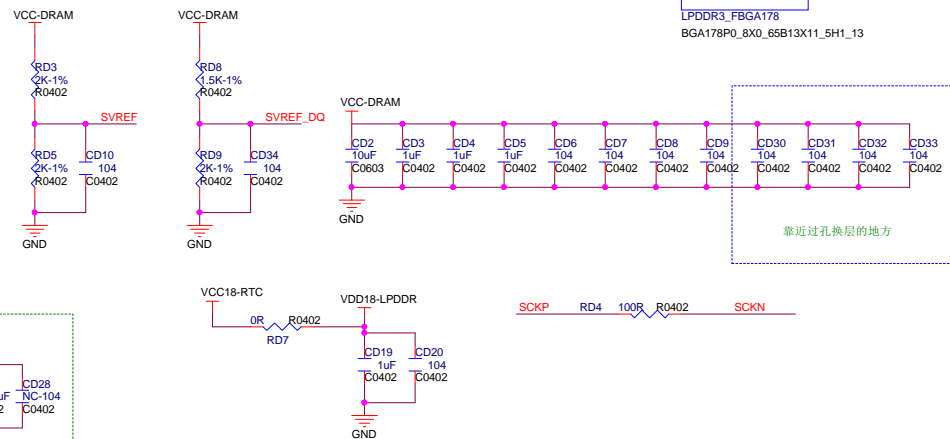 LPDDR3_FBGA178
BGA178P0_8X0_65B13X11_5H1_13
VCC-DRAM
RD3
2K-1%
R0402
SVREF
RD5
2K-1%
R0402
CD10
104
C0402
GND
VCC-DRAM
RD8
1.5K-1%
R0402
SVREF_DQ
RD9
2K-1%
R0402
CD34
104
C0402
GND
VCC-DRAM
CD2
10uF
C0603
CD3
1uF
C0402
CD4
1uF
C0402
CD5
1uF
C0402
CD6
104
C0402
CD7
104
C0402
CD8
104
C0402
CD9
104
C0402
CD30
104
C0402
CD31
104
C0402
CD32
104
C0402
CD33
104
C0402
GND
靠近过孔换层的地方
VCC18-RTC
0R R0402
RD7
VDD18-LPDDR
CD19
1uF
C0402
CD20
104
C0402
GND
SCKP RD4 100R R0402 SCKN
uF
2
CD28
NC-104
C0402